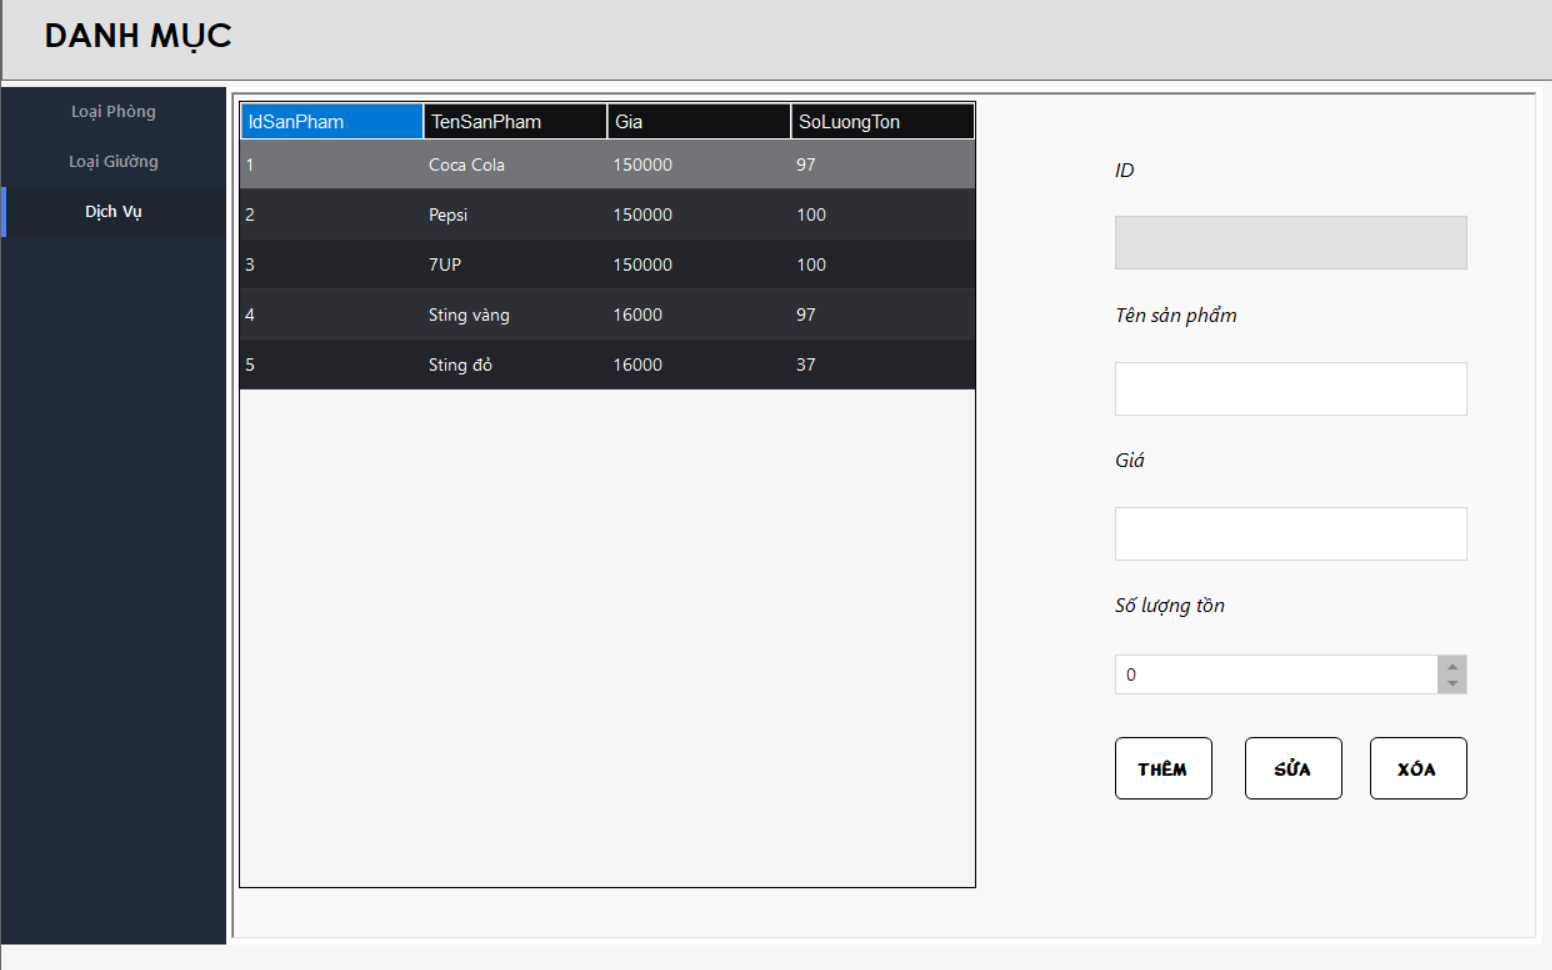 DANH MỤC
Loại Phòng
Loại Giường
Dịch Vụ
IdSanPham TenSanPham Gia SoLuongTon
1 Coca Cola 150000 97
2 Pepsi 150000 100
3 7UP 150000 100
4 Sting vàng 16000 97
5 Sting đỏ 16000 37
ID
Tên sản phẩm
Giá
Số lượng tồn
0
THÊM SỬA XÓA